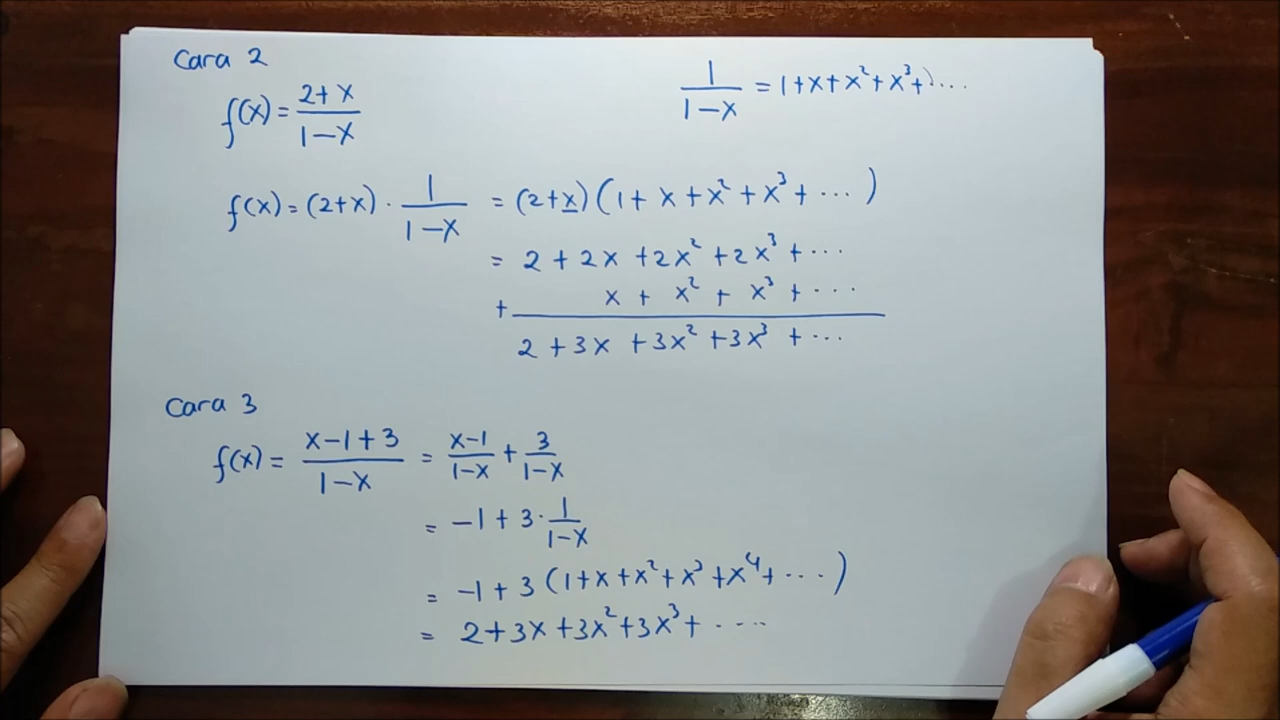 Cara 2
1/(1-x) = 1+x+x²+x³+...
f(x) = (2+x)/(1-x)
f(x) = (2+x) · 1/(1-x) = (2+x)(1+x+x²+x³+...)
= 2+2x+2x²+2x³+...
+ x+x²+x³+...
2+3x+3x²+3x³+...
Cara 3
f(x) = (x-1+3)/(1-x) = (x-1)/(1-x) + 3/(1-x)
= -1+3·1/(1-x)
= -1+3(1+x+x²+x³+x⁴+...)
= 2+3x+3x²+3x³+....